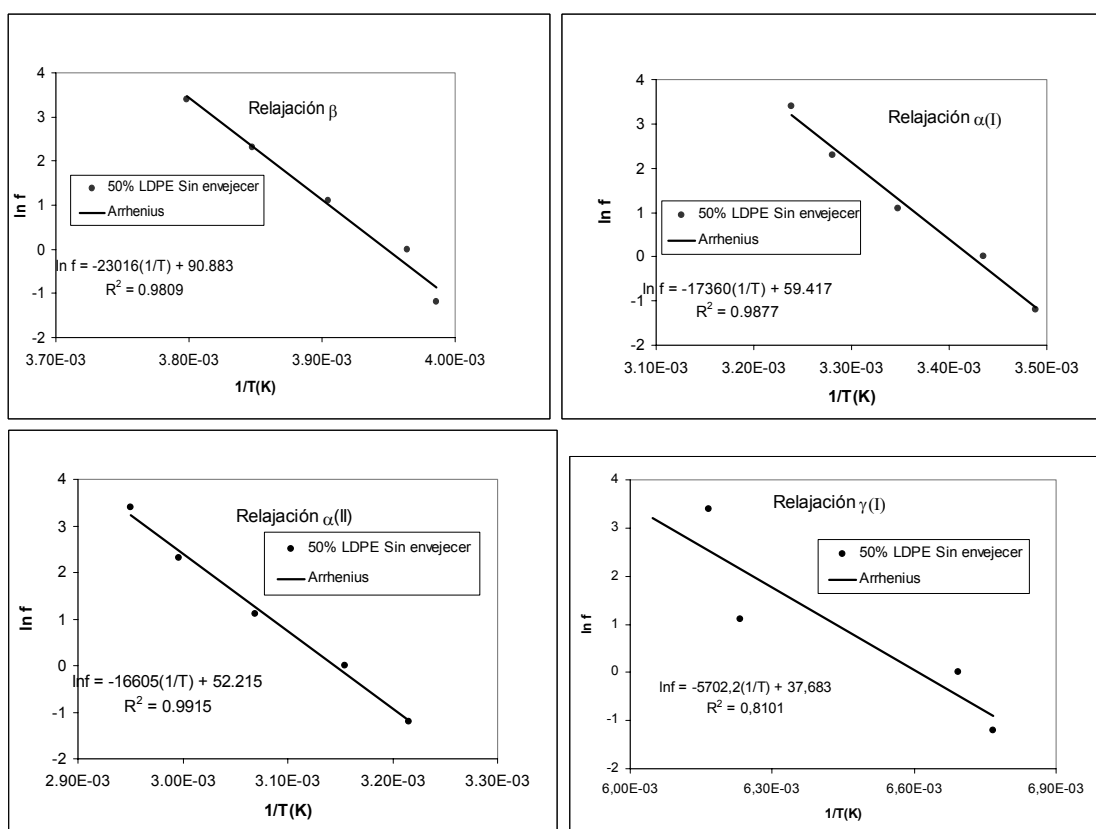 4
3
2
1
0
-1
-2
ln f
Relajación β
50% LDPE Sin envejecer
Arrhenius
ln f = -23016(1/T) + 90.883
R² = 0.9809
3.70E-03 3.80E-03 3.90E-03 4.00E-03
1/T(K)
4
3
2
1
0
-1
-2
ln f
Relajación α(I)
50% LDPE Sin envejecer
Arrhenius
ln f = -17360(1/T) + 59.417
R² = 0.9877
3.10E-03 3.20E-03 3.30E-03 3.40E-03 3.50E-03
1/T(K)
4
3
2
1
0
-1
-2
ln f
Relajación α(II)
50% LDPE Sin envejecer
Arrhenius
lnf = -16605(1/T) + 52.215
R² = 0.9915
2.90E-03 3.00E-03 3.10E-03 3.20E-03 3.30E-03
1/T(K)
4
3
2
1
0
-1
-2
ln f
Relajación γ(I)
50% LDPE Sin envejecer
Arrhenius
lnf = -5702,2(1/T) + 37,683
R² = 0,8101
6,00E-03 6,30E-03 6,60E-03 6,90E-03
1/T(K)